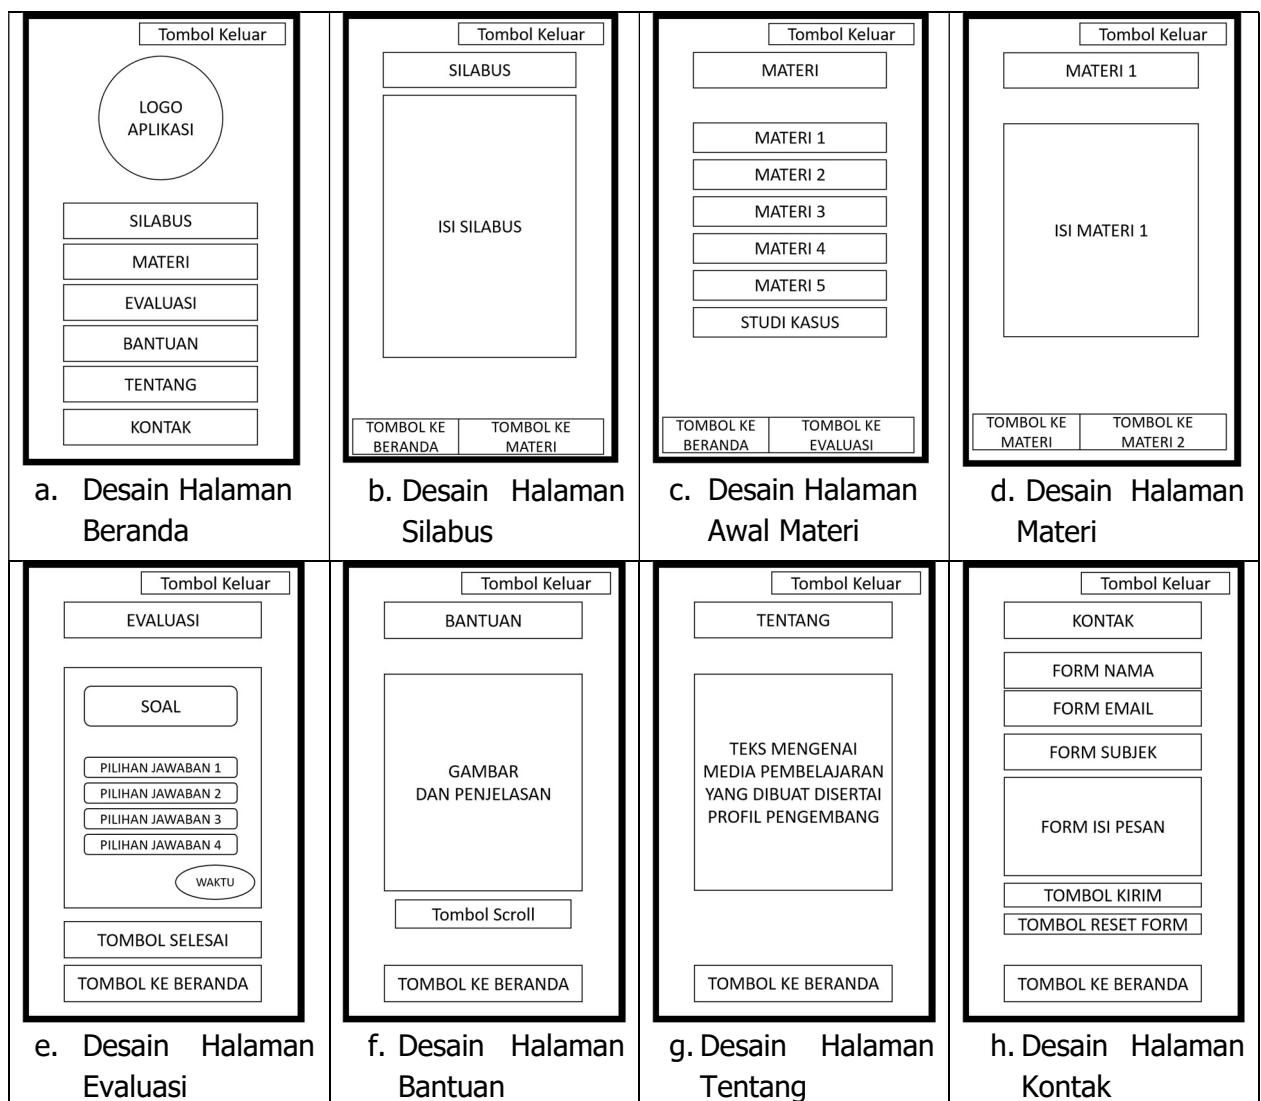 Tombol Keluar
LOGO
APLIKASI
SILABUS
MATERI
EVALUASI
BANTUAN
TENTANG
KONTAK
a. Desain Halaman
Beranda
Tombol Keluar
SILABUS
ISI SILABUS
TOMBOL KE
BERANDA
TOMBOL KE
MATERI
b. Desain Halaman
Silabus
Tombol Keluar
MATERI
MATERI 1
MATERI 2
MATERI 3
MATERI 4
MATERI 5
STUDI KASUS
TOMBOL KE
BERANDA
TOMBOL KE
EVALUASI
c. Desain Halaman
Awal Materi
Tombol Keluar
MATERI 1
ISI MATERI 1
TOMBOL KE
MATERI
TOMBOL KE
MATERI 2
d. Desain Halaman
Materi
Tombol Keluar
EVALUASI
SOAL
PILIHAN JAWABAN 1
PILIHAN JAWABAN 2
PILIHAN JAWABAN 3
PILIHAN JAWABAN 4
WAKTU
TOMBOL SELESAI
TOMBOL KE BERANDA
e. Desain Halaman
Evaluasi
Tombol Keluar
BANTUAN
GAMBAR
DAN PENJELASAN
Tombol Scroll
TOMBOL KE BERANDA
f. Desain Halaman
Bantuan
Tombol Keluar
TENTANG
TEKS MENGENAI
MEDIA PEMBELAJARAN
YANG DIBUAT DISERTAI
PROFIL PENGEMBANG
TOMBOL KE BERANDA
g. Desain Halaman
Tentang
Tombol Keluar
KONTAK
FORM NAMA
FORM EMAIL
FORM SUBJEK
FORM ISI PESAN
TOMBOL KIRIM
TOMBOL RESET FORM
TOMBOL KE BERANDA
h. Desain Halaman
Kontak